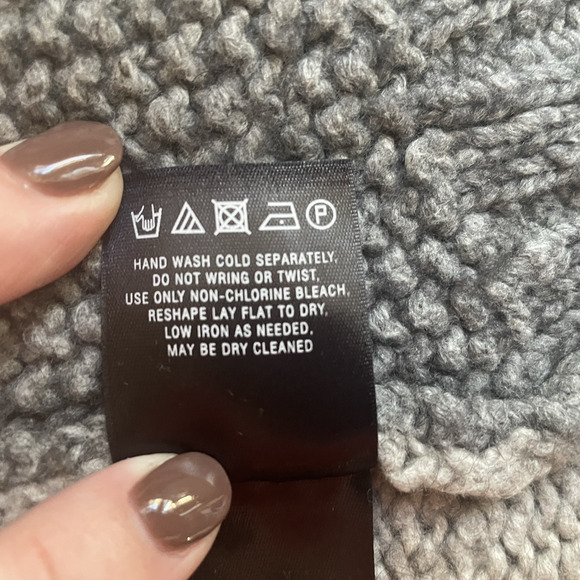 P
HAND WASH COLD SEPARATELY.
DO NOT WRING OR TWIST.
USE ONLY NON-CHLORINE BLEACH.
RESHAPE LAY FLAT TO DRY.
LOW IRON AS NEEDED.
MAY BE DRY CLEANED